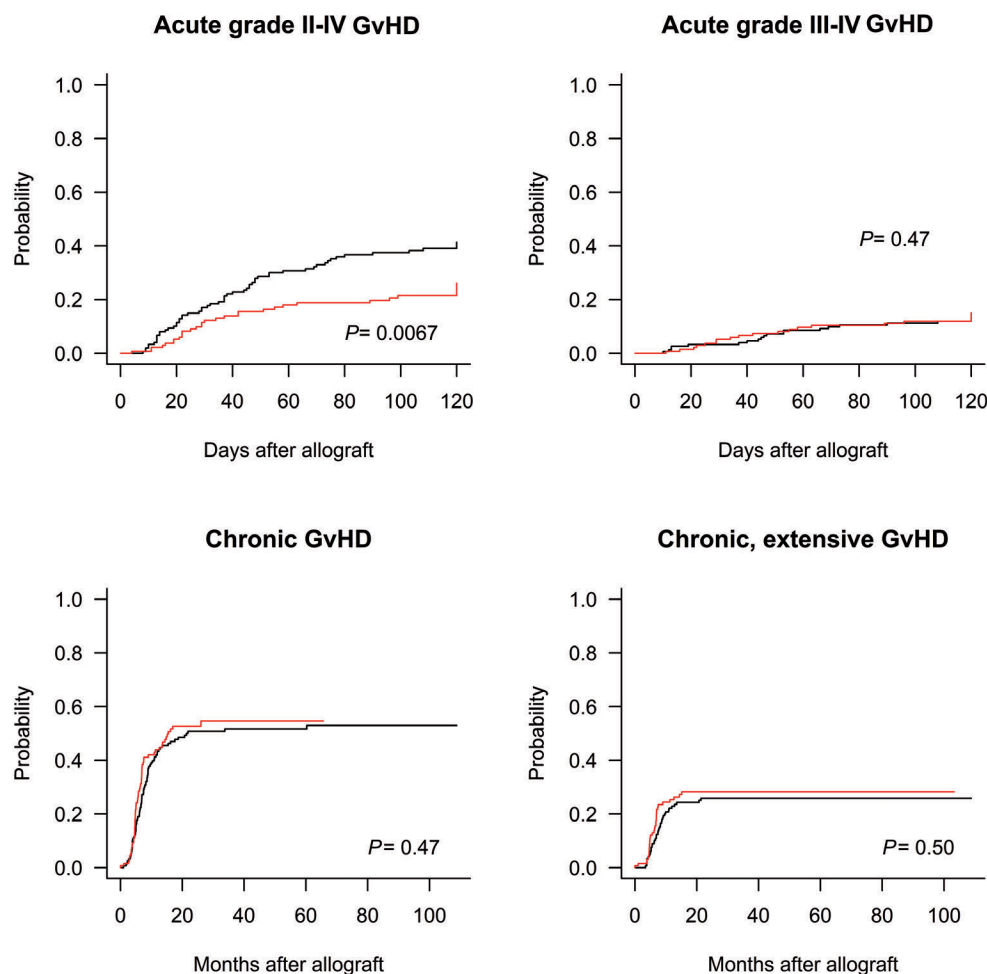 Acute grade II-IV GvHD
Probability
1.0
0.8
0.6
0.4
0.2
0.0
P= 0.0067
0 20 40 60 80 100 120
Days after allograft
Acute grade III-IV GvHD
Probability
1.0
0.8
0.6
0.4
0.2
0.0
P= 0.47
0 20 40 60 80 100 120
Days after allograft
Chronic GvHD
Probability
1.0
0.8
0.6
0.4
0.2
0.0
P= 0.47
0 20 40 60 80 100
Months after allograft
Chronic, extensive GvHD
Probability
1.0
0.8
0.6
0.4
0.2
0.0
P= 0.50
0 20 40 60 80 100
Months after allograft